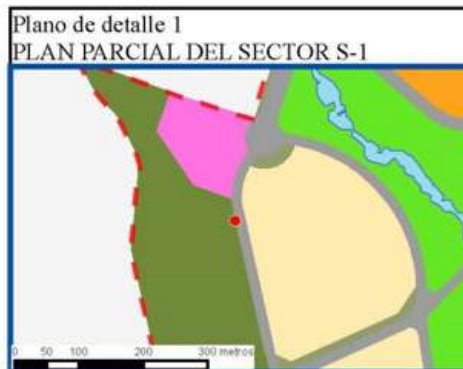 Plano de detalle 1
PLAN PARCIAL DEL SECTOR S-1
0 50 100 200 300 metros